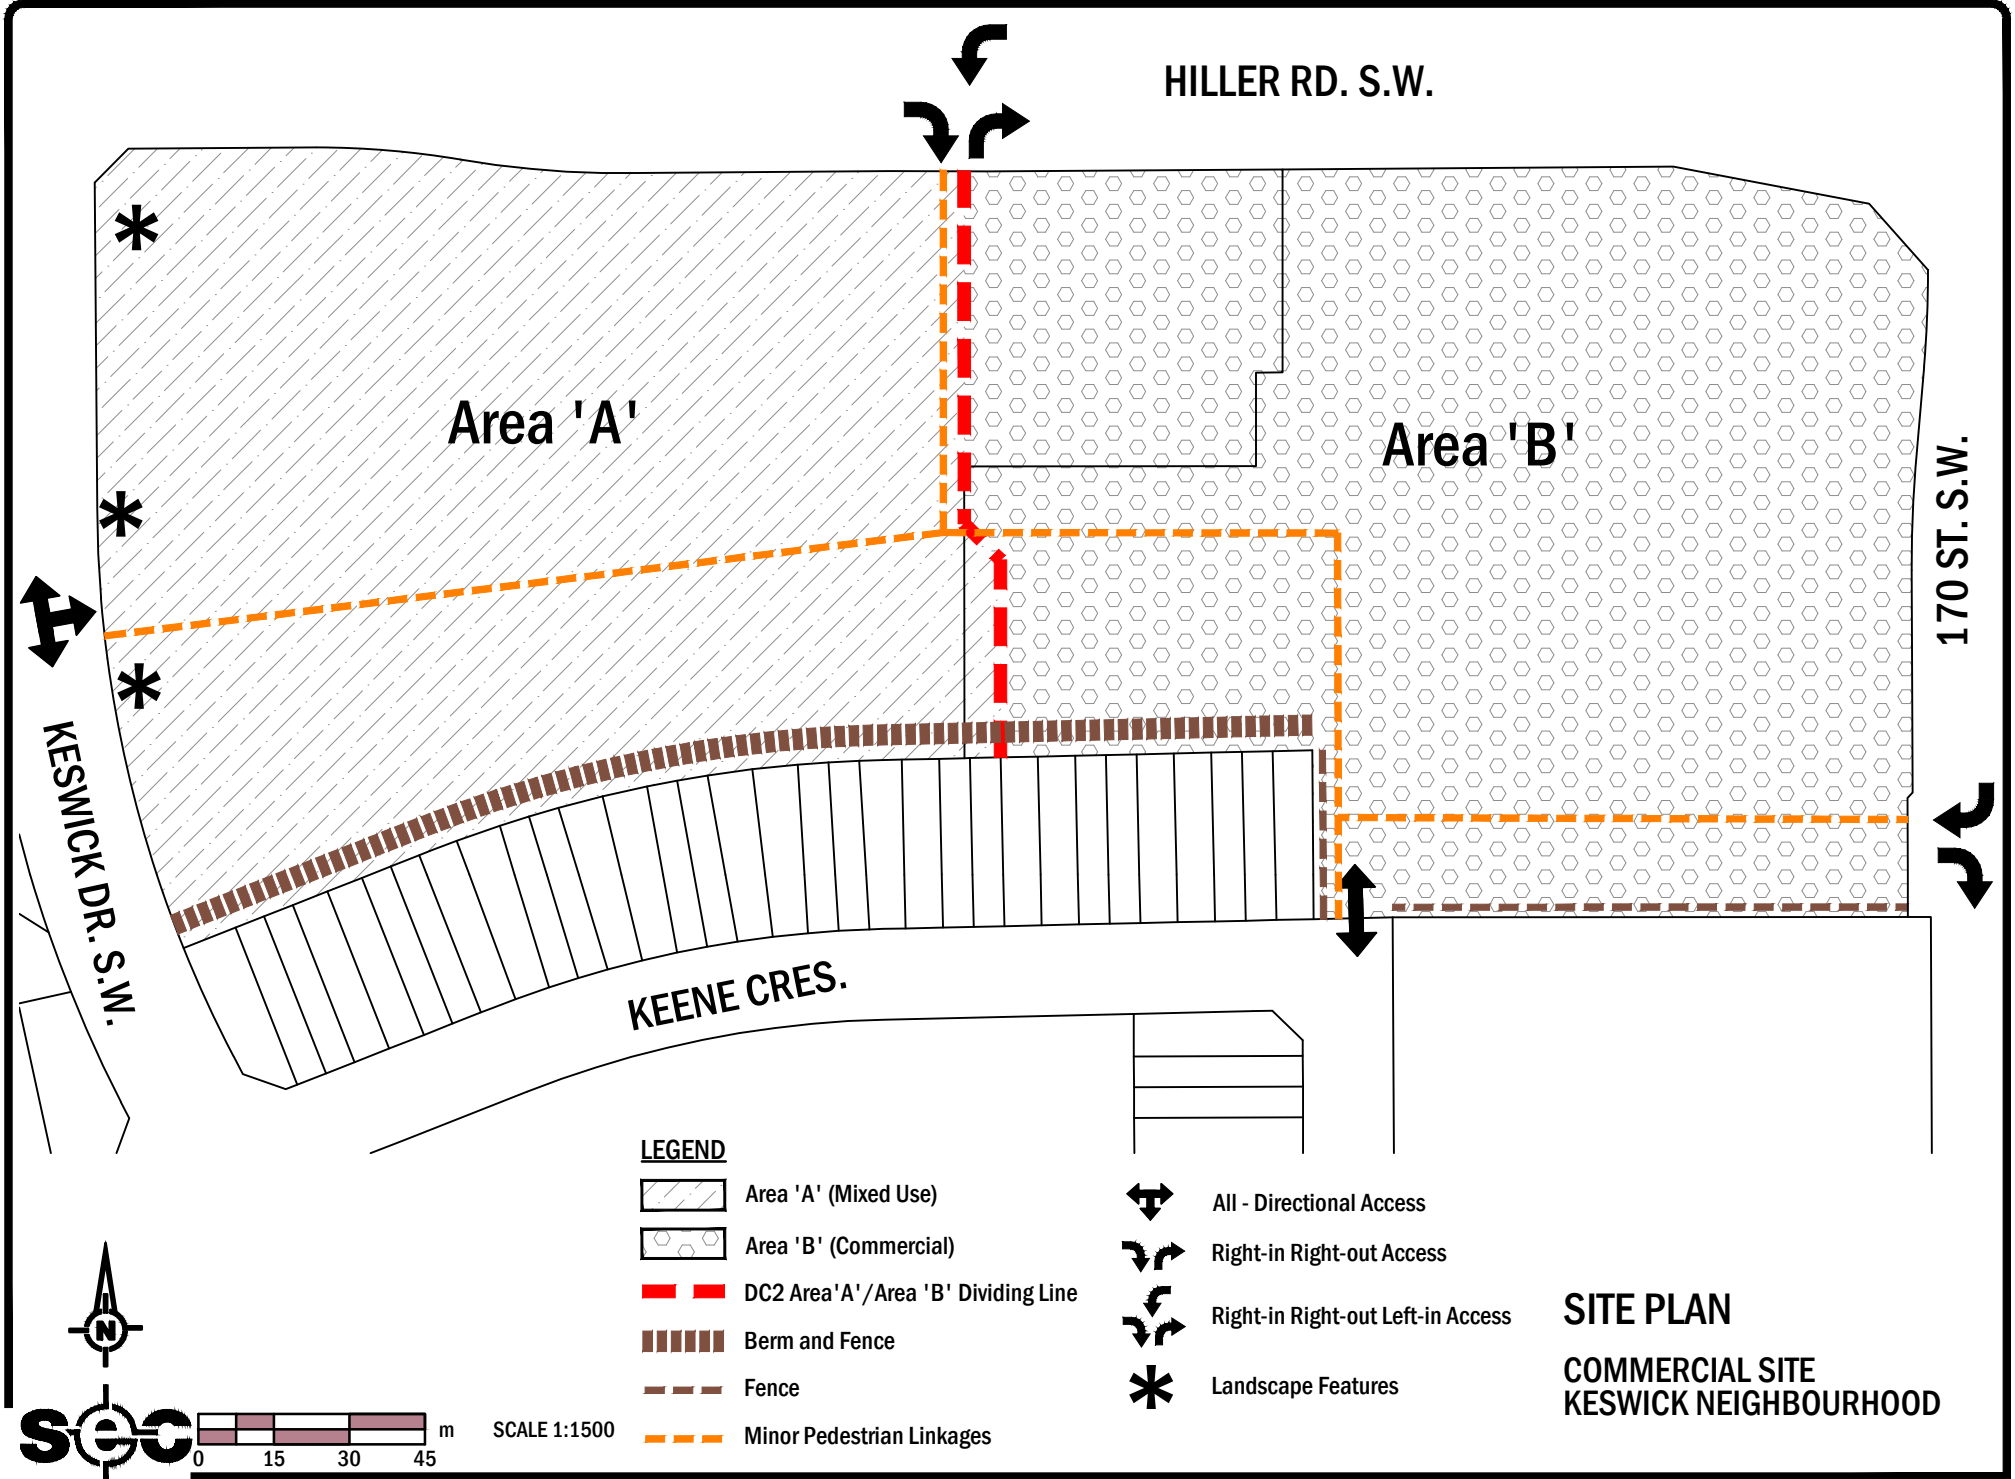 HILLER RD. S.W.
Area 'A'
Area 'B'
170 ST. S.W.
KESWICK DR. S.W.
KEENE CRES.
LEGEND
Area 'A' (Mixed Use)
Area 'B' (Commercial)
DC2 Area'A'/Area 'B' Dividing Line
Berm and Fence
Fence
Minor Pedestrian Linkages
All - Directional Access
Right-in Right-out Access
Right-in Right-out Left-in Access
Landscape Features
SITE PLAN
COMMERCIAL SITE
KESWICK NEIGHBOURHOOD
N
sec
0 15 30 45 m
SCALE 1:1500